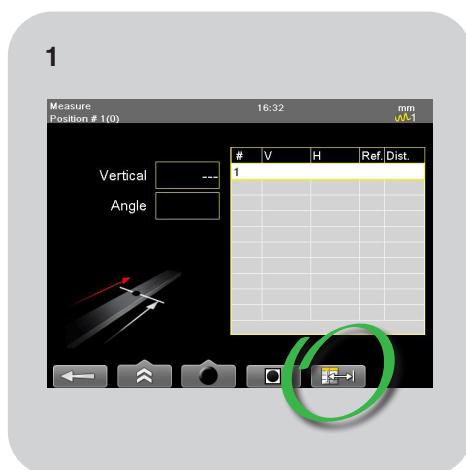 1
Measure 16:32 mm
Position # 1(0) 1
# V H Ref. Dist.
Vertical ---
1
Angle